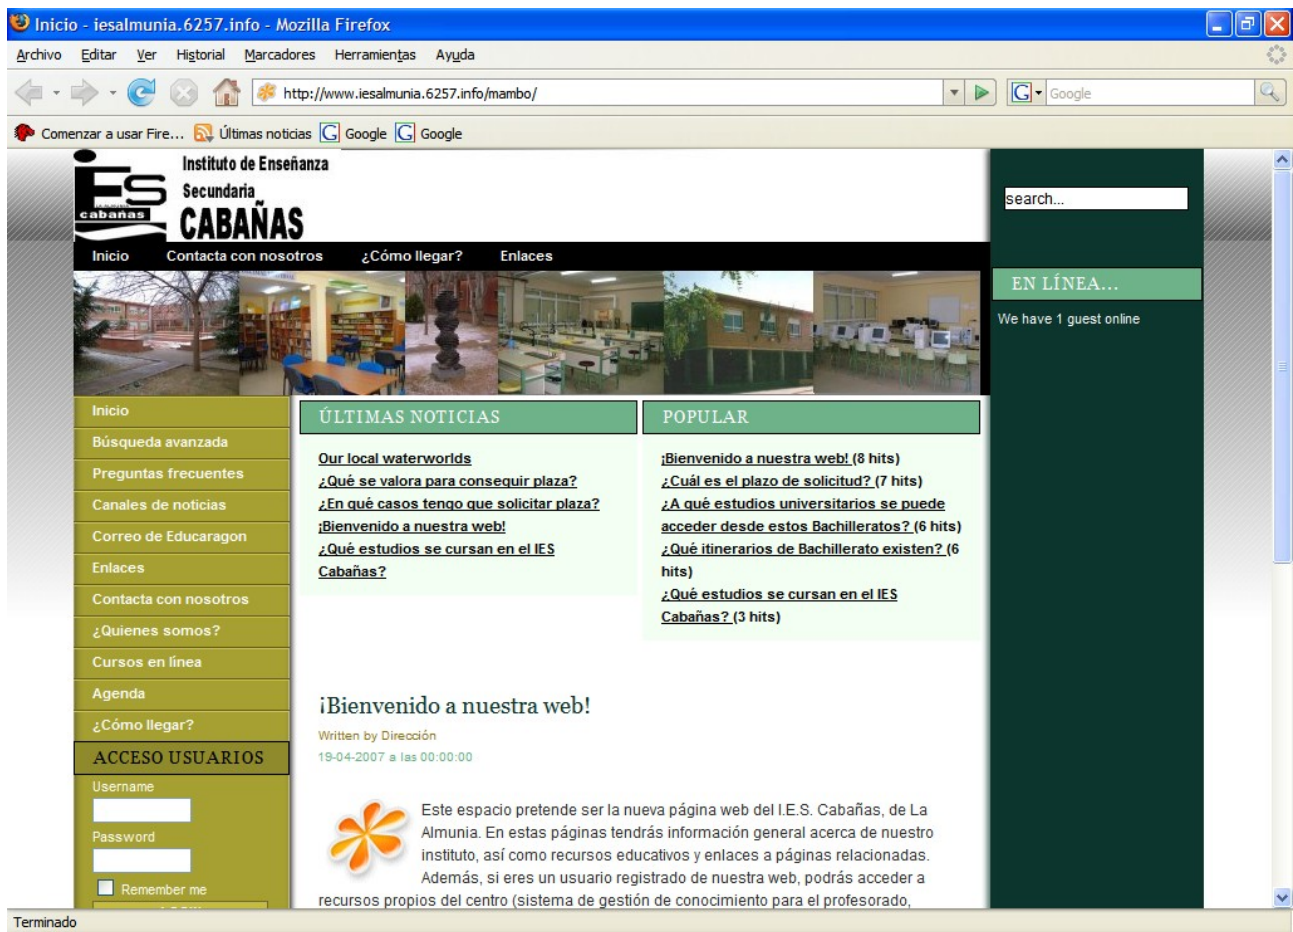 Inicio - iesalmunia.6257.info - Mozilla Firefox
Archivo Editar Ver Historial Marcadores Herramientas Ayuda
http://www.iesalmunia.6257.info/mambo/
Google
Comenzar a usar Fire... Últimas noticias Google Google
Instituto de Enseñanza
Secundaria
CABAÑAS
ies
cabañas
search...
Inicio Contacta con nosotros ¿Cómo llegar? Enlaces
EN LÍNEA...
We have 1 guest online
Inicio
Búsqueda avanzada
Preguntas frecuentes
Canales de noticias
Correo de Educaragon
Enlaces
Contacta con nosotros
¿Quienes somos?
Cursos en línea
Agenda
¿Cómo llegar?
ACCESO USUARIOS
Username
Password
Remember me
ÚLTIMAS NOTICIAS
Our local waterworlds
¿Qué se valora para conseguir plaza?
¿En qué casos tengo que solicitar plaza?
¡Bienvenido a nuestra web!
¿Qué estudios se cursan en el IES
Cabañas?
POPULAR
¡Bienvenido a nuestra web! (8 hits)
¿Cuál es el plazo de solicitud? (7 hits)
¿A qué estudios universitarios se puede
acceder desde estos Bachilleratos? (6 hits)
¿Qué itinerarios de Bachillerato existen? (6
hits)
¿Qué estudios se cursan en el IES
Cabañas? (3 hits)
¡Bienvenido a nuestra web!
Written by Dirección
19-04-2007 a las 00:00:00
Este espacio pretende ser la nueva página web del I.E.S. Cabañas, de La
Almunia. En estas páginas tendrás información general acerca de nuestro
instituto, así como recursos educativos y enlaces a páginas relacionadas.
Además, si eres un usuario registrado de nuestra web, podrás acceder a
recursos propios del centro (sistema de gestión de conocimiento para el profesorado,
Terminado